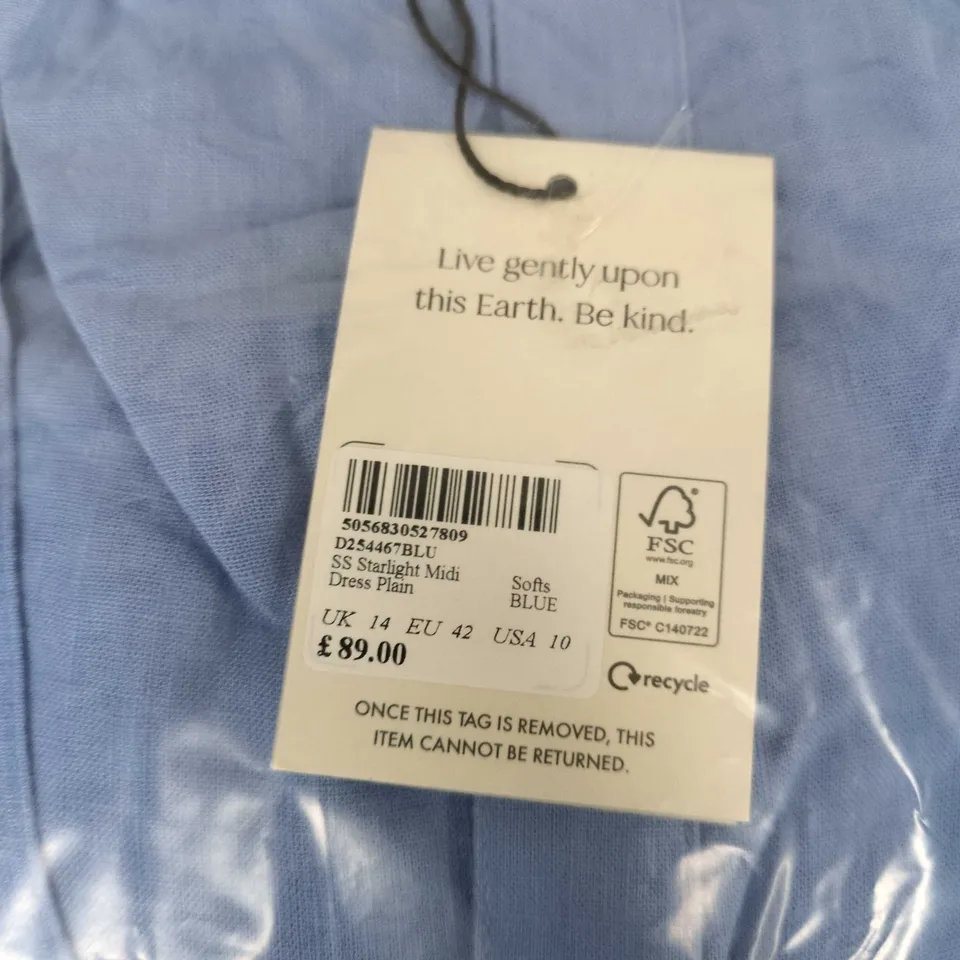 Live gently upon
this Earth. Be kind.
5056830527809
D254467BLU
SS Starlight Midi
Dress Plain
Softs
BLUE
UK 14 EU 42 USA 10
£89.00
FSC
www.fsc.org
MIX
Packaging | Supporting
responsible forestry
FSC® C140722
recycle
ONCE THIS TAG IS REMOVED, THIS
ITEM CANNOT BE RETURNED.